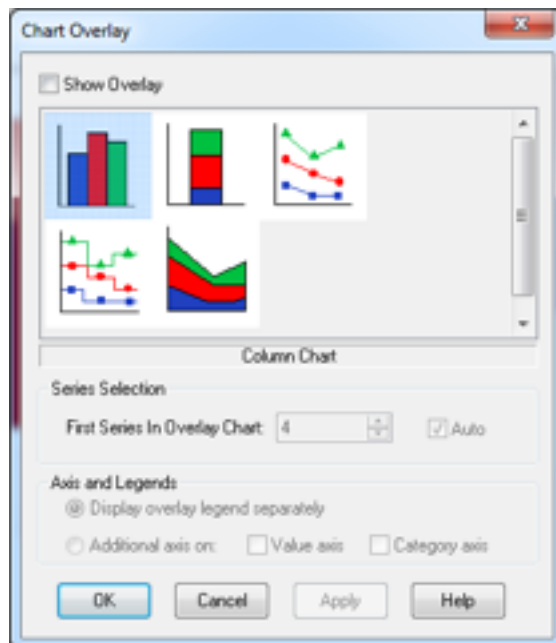 Chart Overlay
Show Overlay
Column Chart
Series Selection
First Series In Overlay Chart: 4 Auto
Axis and Legends
Display overlay legend separately
Additional axis on: Value axis Category axis
OK Cancel Apply Help